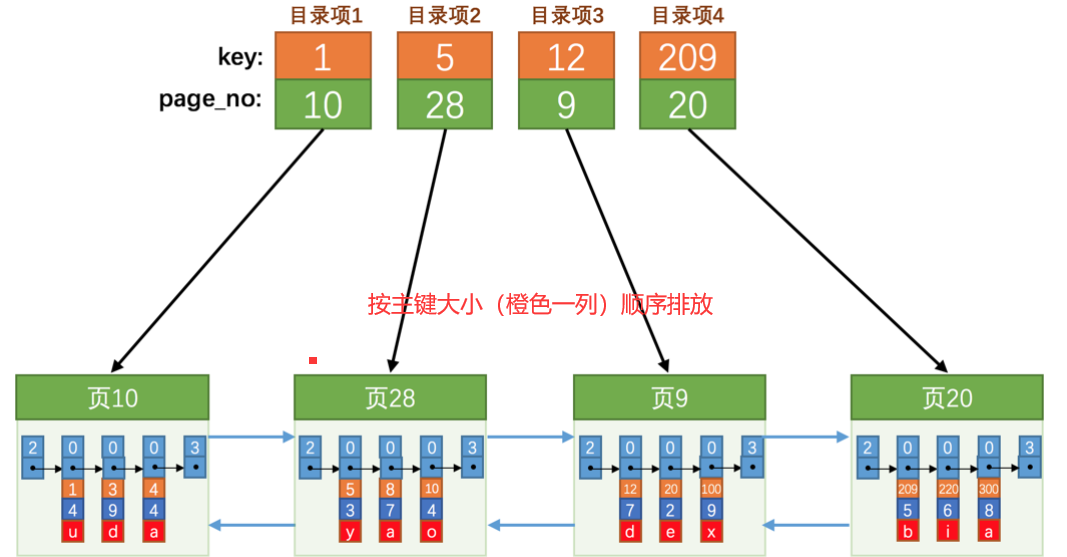 目录项1 目录项2 目录项3 目录项4
key: 1 5 12 209
page_no: 10 28 9 20
按主键大小（橙色一列）顺序排放
页10 页28 页9 页20
2 0 0 0 3 2 0 0 0 3 2 0 0 0 3 2 0 0 0 3
1 3 4 5 8 10 12 20 100 209 220 300
4 9 4 3 7 4 7 2 9 5 6 8
u d a y a o d e x b i a